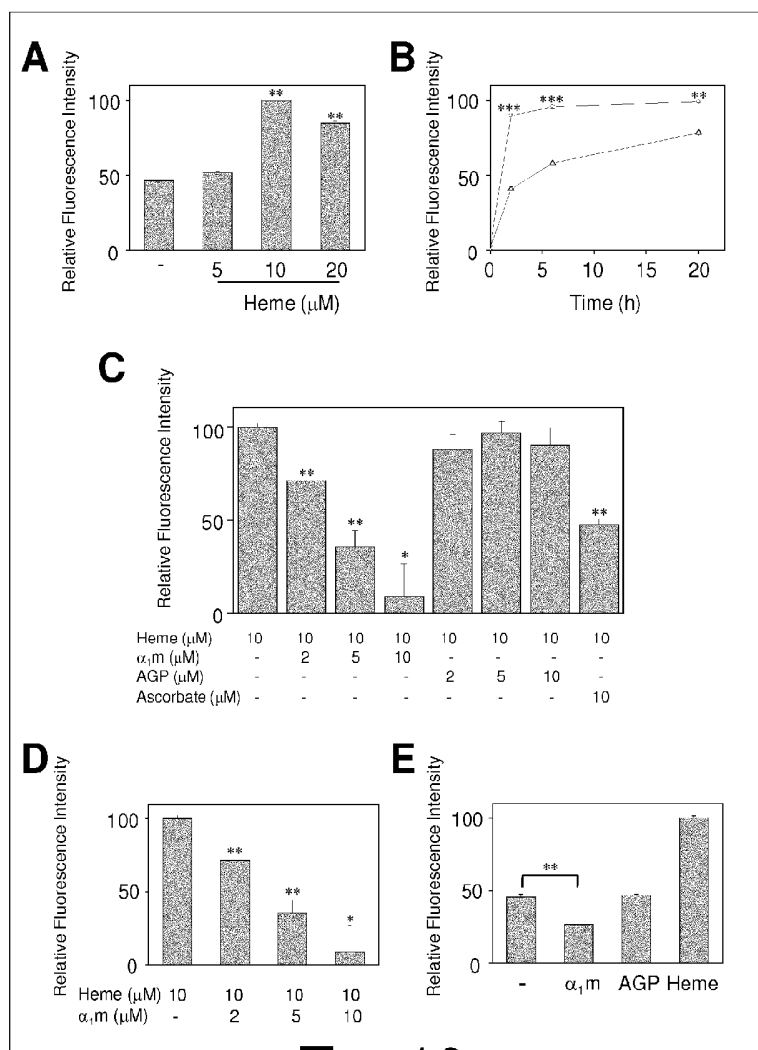 A
Relative Fluorescence Intensity
100
50
0
** **
- 5 10 20
Heme (µM)
B
Relative Fluorescence Intensity
100
50
0
*** *** **
0 5 10 15 20
Time (h)
C
Relative Fluorescence Intensity
100
50
0
** ** * **
Heme (µM) 10 10 10 10 10 10 10 10
α₁m (µM) - 2 5 10 - - - -
AGP (µM) - - - - 2 5 10 -
Ascorbate (µM) - - - - - - - 10
D
Relative Fluorescence Intensity
100
50
0
** ** *
Heme (µM) 10 10 10 10
α₁m (µM) - 2 5 10
E
Relative Fluorescence Intensity
100
50
0
**
- α₁m AGP Heme